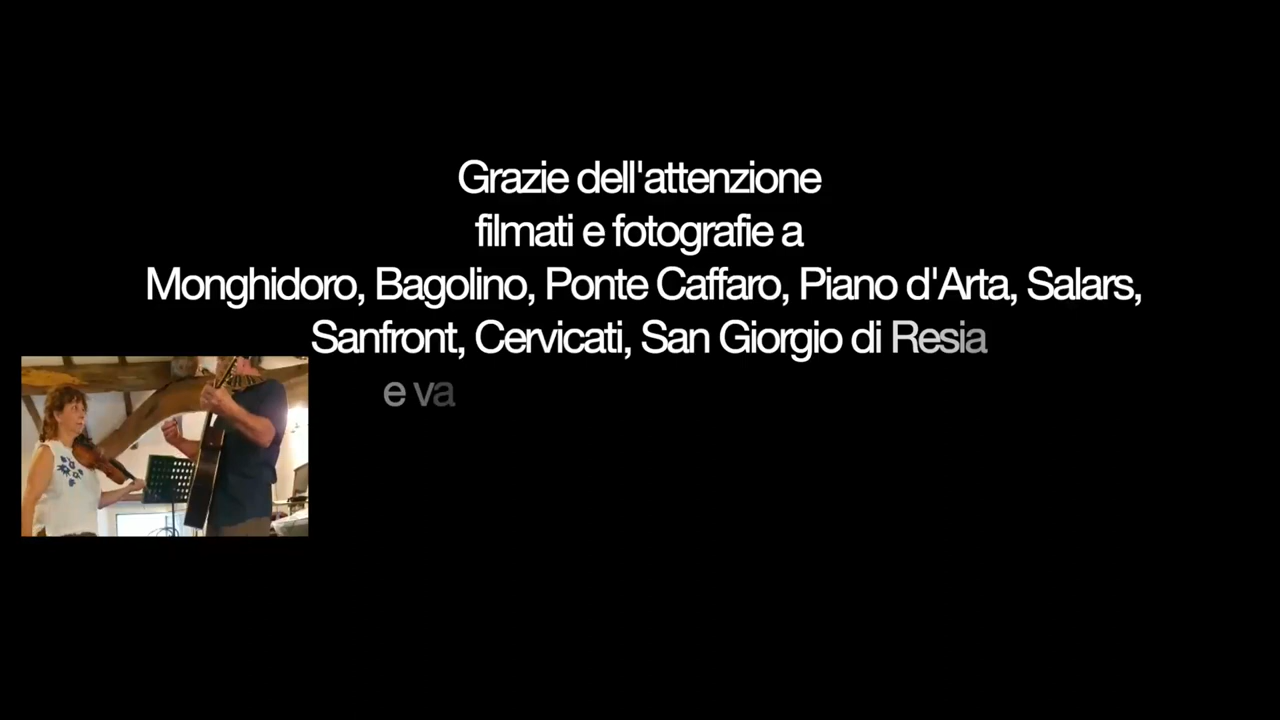 Grazie dell'attenzione
filmati e fotografie a
Monghidoro, Bagolino, Ponte Caffaro, Piano d'Arta, Salars,
Sanfront, Cervicati, San Giorgio di Resia
e va